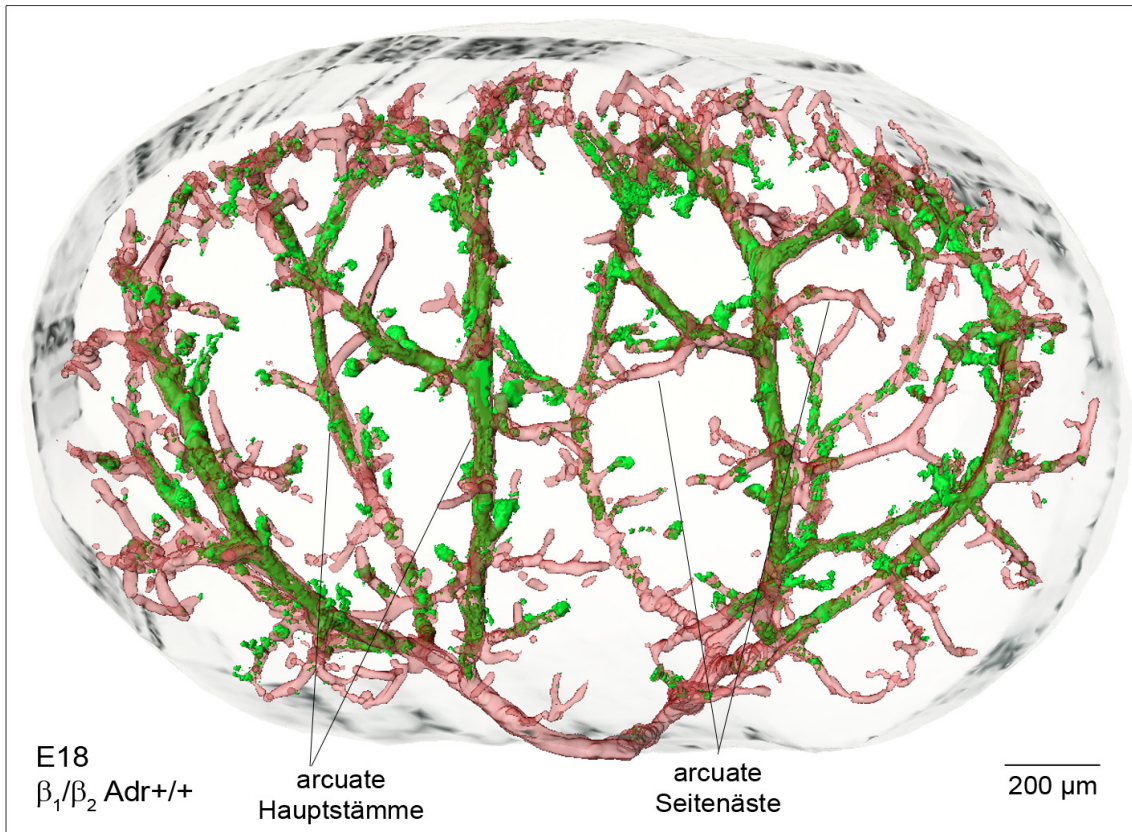 E18
β₁/β₂ Adr+/+
arcuate
Hauptstämme
arcuate
Seitenäste
200 µm